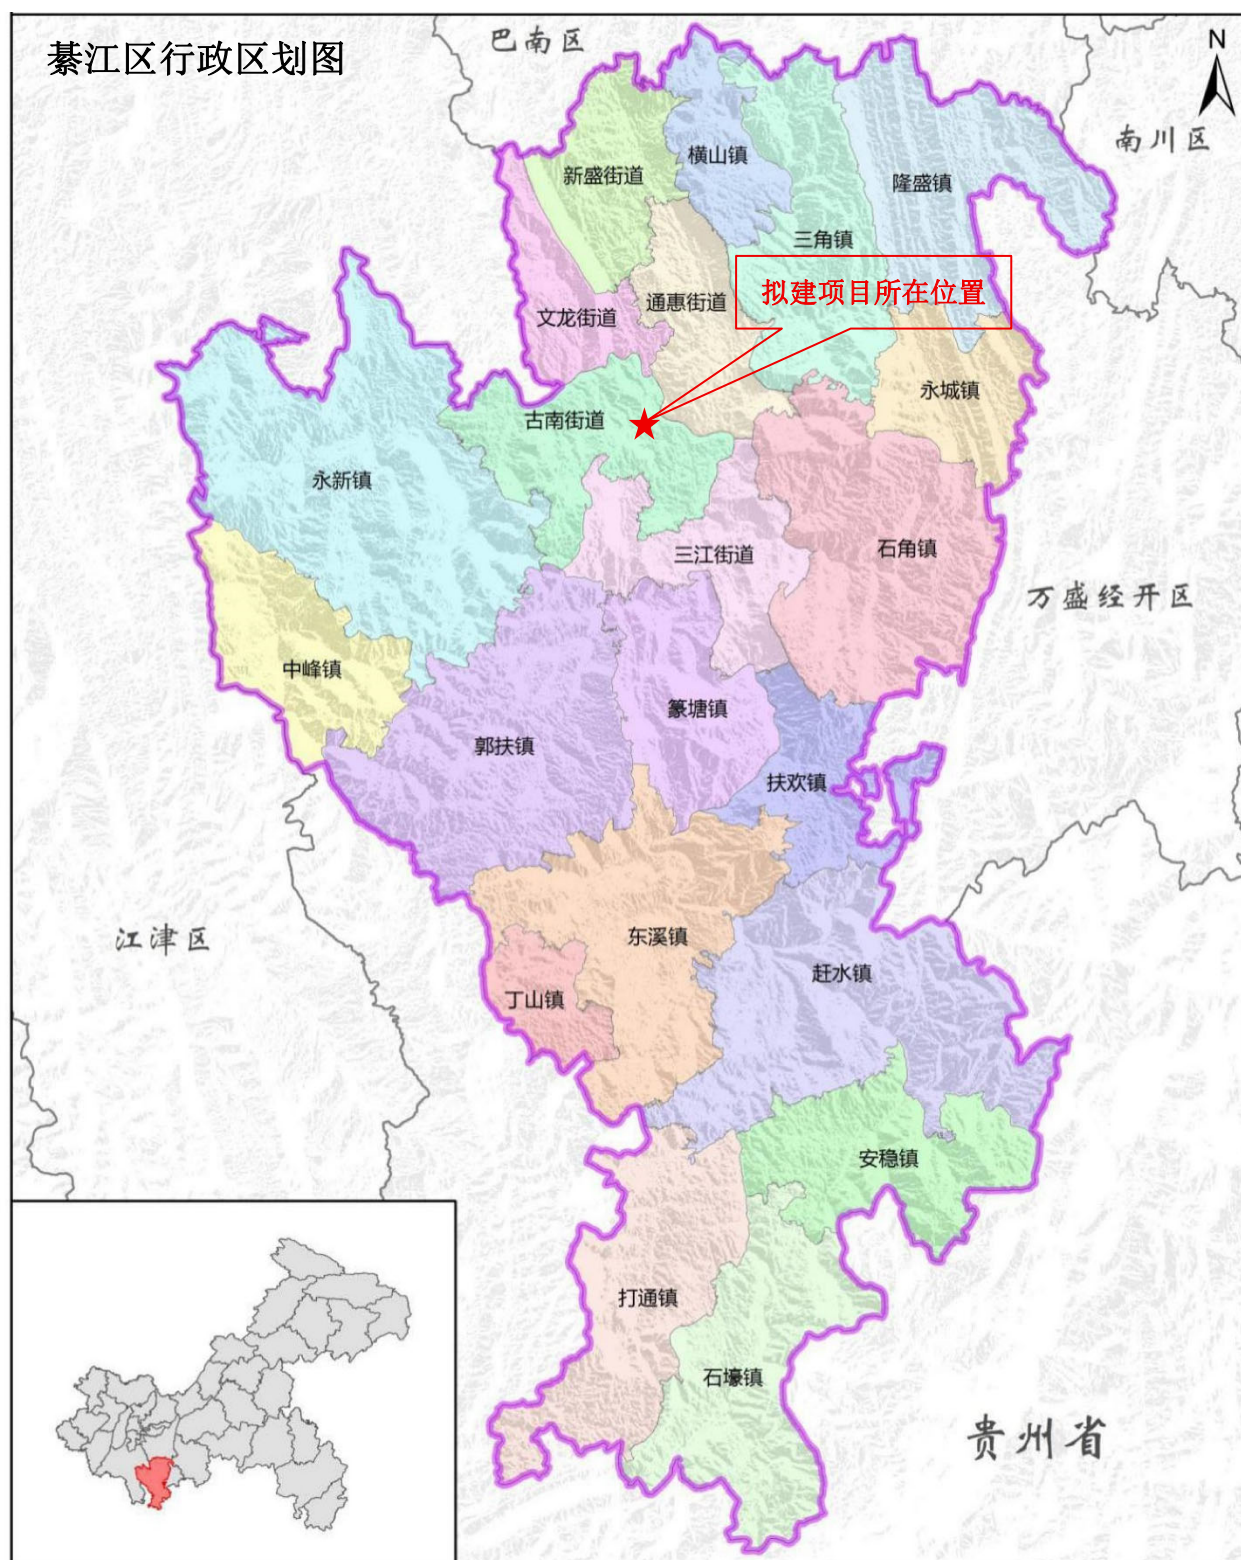 綦江区行政区划图
巴南区
N
南川区
横山镇
新盛街道
隆盛镇
三角镇
拟建项目所在位置
通惠街道
文龙街道
永城镇
古南街道
永新镇
石角镇
三江街道
万盛经开区
中峰镇
篆塘镇
郭扶镇
扶欢镇
东溪镇
江津区
赶水镇
丁山镇
安稳镇
打通镇
石壕镇
贵州省